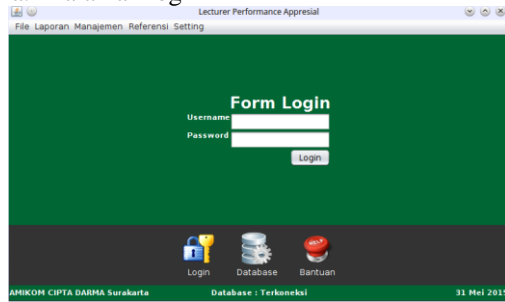 Lecturer Performance Appresial
File Laporan Manajemen Referensi Setting
Form Login
Username
Password
Login
Login Database Bantuan
AMIKOM CIPTA DARMA Surakarta Database : Terkoneksi 31 Mei 201